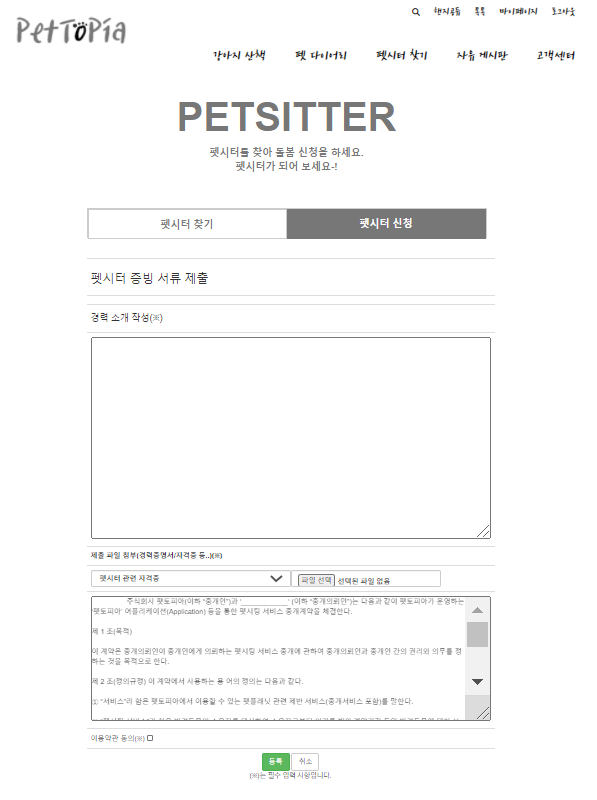 현지공듀 톡톡 마이페이지 로그아웃
PetTopia
강아지 산책 펫 다이어리 펫시터 찾기 자유 게시판 고객센터
PETSITTER
펫시터를 찾아 돌봄 신청을 하세요.
펫시터가 되어 보세요-!
펫시터 찾기 펫시터 신청
펫시터 증빙 서류 제출
경력 소개 작성(※)
제출 파일 첨부(경력증명서/자격증 등..)(※)
펫시터 관련 자격증 파일 선택 선택된 파일 없음
주식회사 펫토피아(이하 "중개인")과 '______________' (이하 "중개의뢰인")는 다음과 같이 펫토피아가 운영하는
'펫토피아' 어플리케이션(Application) 등을 통한 펫시팅 서비스 중개계약을 체결한다.
제 1 조(목적)
이 계약은 중개의뢰인이 중개인에게 의뢰하는 펫시팅 서비스 중개에 관하여 중개의뢰인과 중개인 간의 권리와 의무를 정
하는 것을 목적으로 한다.
제 2 조(정의규정) 이 계약에서 사용하는 용 어의 정의는 다음과 같다.
① "서비스"라 함은 펫토피아에서 이용할 수 있는 펫플래닛 관련 제반 서비스(중개서비스 포함)를 말한다.
이용약관 동의(※)
등록 취소
(※)는 필수 입력 사항입니다.